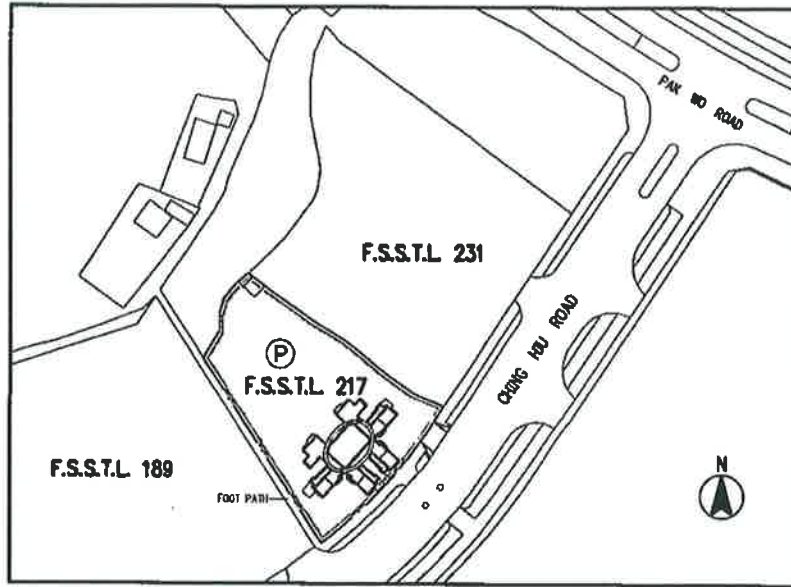 PAK WO ROAD
F.S.S.T.L. 231
CHING HIU ROAD
P
F.S.S.T.L. 217
F.S.S.T.L. 189
FOOT PATH
N